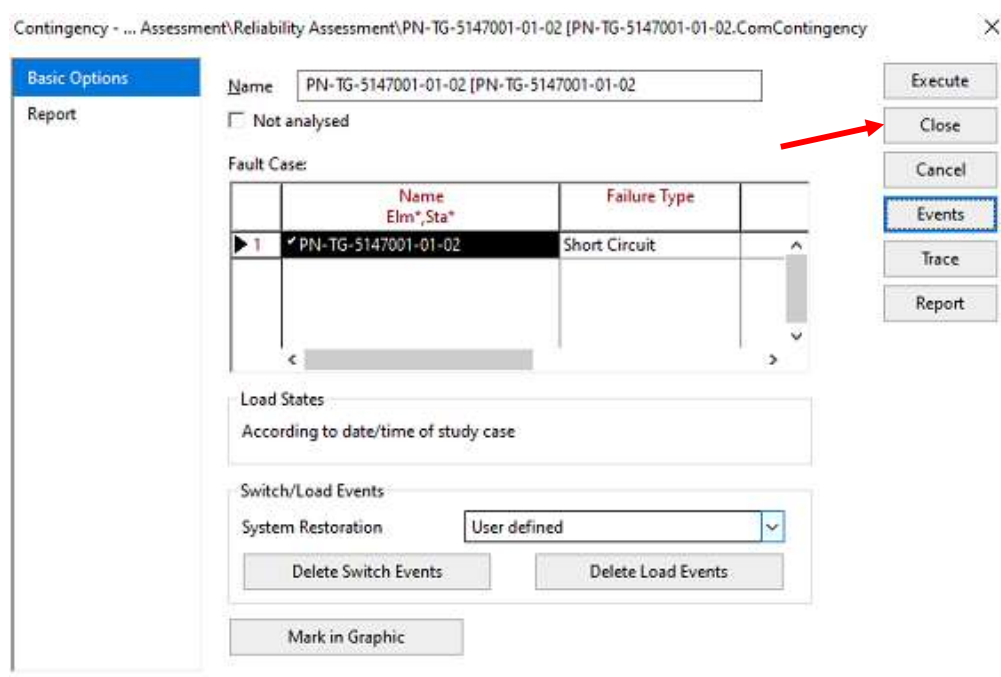 Contingency - ... Assessment\Reliability Assessment\PN-TG-5147001-01-02 [PN-TG-5147001-01-02.ComContingency
Basic Options
Report
Name PN-TG-5147001-01-02 [PN-TG-5147001-01-02
Not analysed
Fault Case:
Name Failure Type
Elm*,Sta*
1 PN-TG-5147001-01-02 Short Circuit
Load States
According to date/time of study case
Switch/Load Events
System Restoration User defined
Delete Switch Events Delete Load Events
Mark in Graphic
Execute
Close
Cancel
Events
Trace
Report